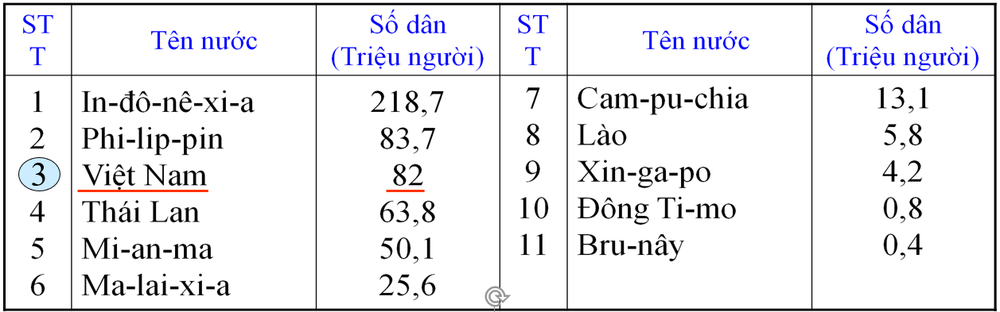 STT Tên nước Số dân (Triệu người) STT Tên nước Số dân (Triệu người)
1 In-đô-nê-xi-a 218,7 7 Cam-pu-chia 13,1
2 Phi-lip-pin 83,7 8 Lào 5,8
3 Việt Nam 82 9 Xin-ga-po 4,2
4 Thái Lan 63,8 10 Đông Ti-mo 0,8
5 Mi-an-ma 50,1 11 Bru-nây 0,4
6 Ma-lai-xi-a 25,6